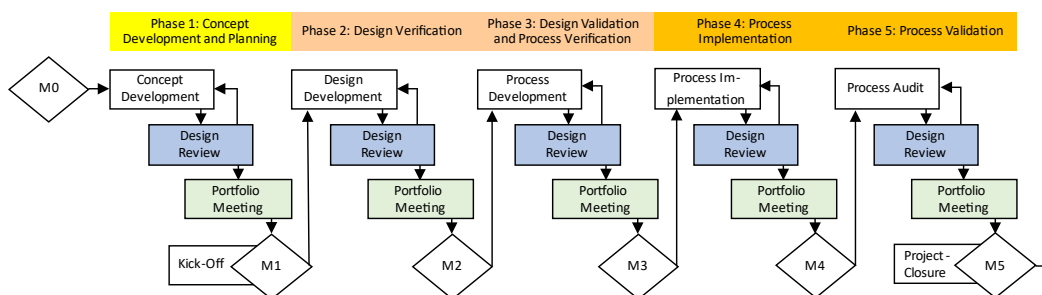 Phase 1: Concept
Development and Planning
Phase 2: Design Verification
Phase 3: Design Validation
and Process Verification
Phase 4: Process
Implementation
Phase 5: Process Validation
M0
Concept
Development
Design
Development
Process
Development
Process Im-
plementation
Process Audit
Design
Review
Design
Review
Design
Review
Design
Review
Design
Review
Portfolio
Meeting
Portfolio
Meeting
Portfolio
Meeting
Portfolio
Meeting
Portfolio
Meeting
Kick-Off
M1
M2
M3
M4
Project -
Closure
M5